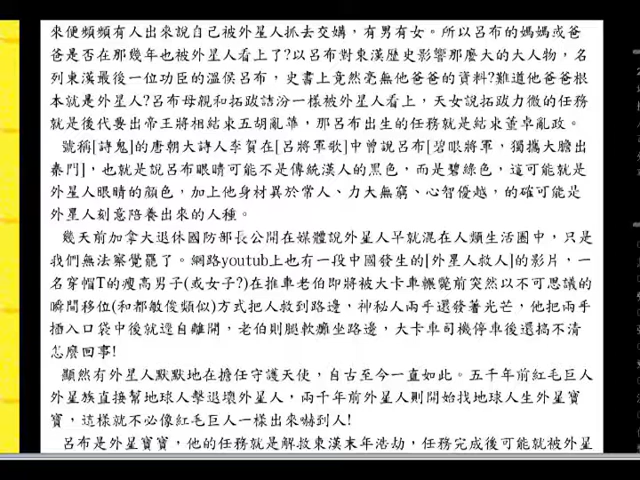 來便頻頻有人出來說自己被外星人抓去交媾，有男有女。所以呂布的媽媽或爸
爸是否在那幾年也被外星人看上了?以呂布對東漢歷史影響那麼大的大人物，名
列東漢最後一位功臣的溫侯呂布，史書上竟然毫無他爸爸的資料?難道他爸爸根
本就是外星人?呂布母親和拓跋詰汾一樣被外星人看上，天女說拓跋力微的任務
就是後代要出帝王將相結束五胡亂華，那呂布出生的任務就是結束董卓亂政。
號稱[詩鬼]的唐朝大詩人李賀在[呂將軍歌]中曾說呂布[碧眼將軍，獨攜大膽出
秦門]，也就是說呂布眼睛可能不是傳統漢人的黑色，而是碧綠色，這可能就是
外星人眼睛的顏色，加上他身材異於常人、力大無窮、心智優越，的確可能是
外星人刻意陪養出來的人種。
幾天前加拿大退休國防部長公開在媒體說外星人早就混在人類生活圈中，只是
我們無法察覺罷了。網路youtub上也有一段中國發生的[外星人救人]的影片，一
名穿帽T的瘦高男子(或女子?)在推車老伯即將被大卡車輾斃前突然以不可思議的
瞬間移位(和都敏俊類似)方式把人救到路邊，神秘人兩手還發著光芒，他把兩手
插入口袋中後就逕自離開，老伯則腿軟癱坐路邊，大卡車司機停車後還搞不清
怎麼回事!
顯然有外星人默默地在擔任守護天使，自古至今一直如此。五千年前紅毛巨人
外星族直接幫地球人擊退壞外星人，兩千年前外星人則開始找地球人生外星寶
寶，這樣就不必像紅毛巨人一樣出來嚇到人!
呂布是外星寶寶，他的任務就是解救東漢末年浩劫，任務完成後可能就被外星